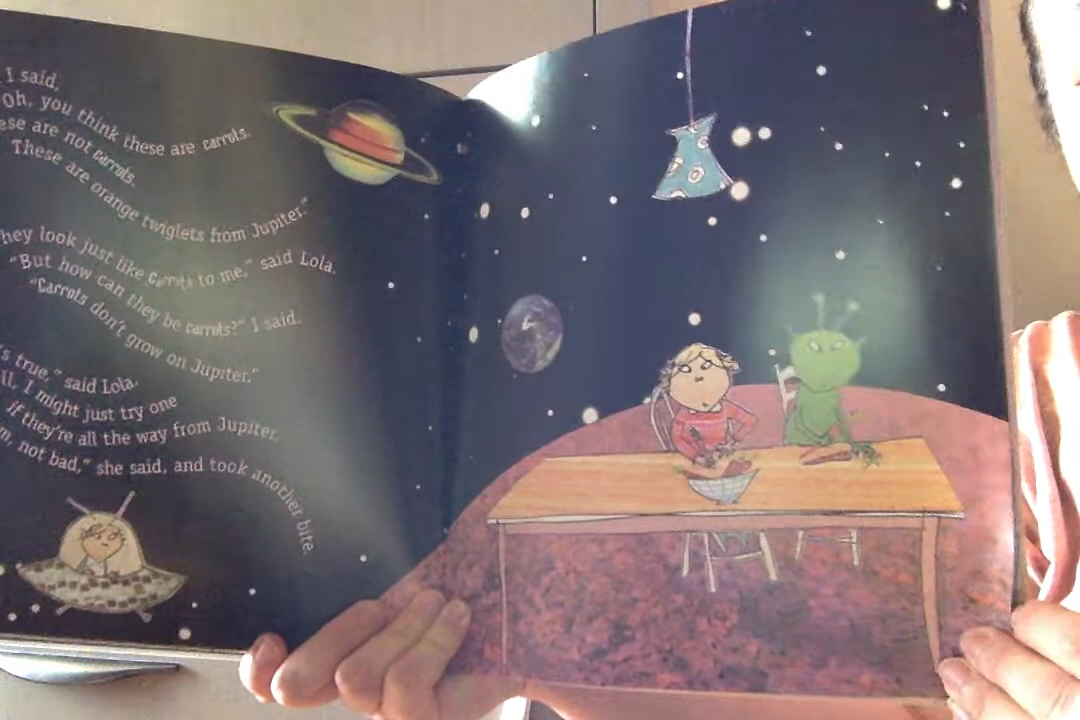 I said,
"Oh, you think these are carrots.
ese are not carrots.
These are orange twiglets from Jupiter."
hey look just like carrots to me," said Lola.
"But how can they be carrots?" I said.
"Carrots don't grow on Jupiter."
's true," said Lola.
ll, I might just try one
if they're all the way from Jupiter.
m, not bad," she said, and took another bite.